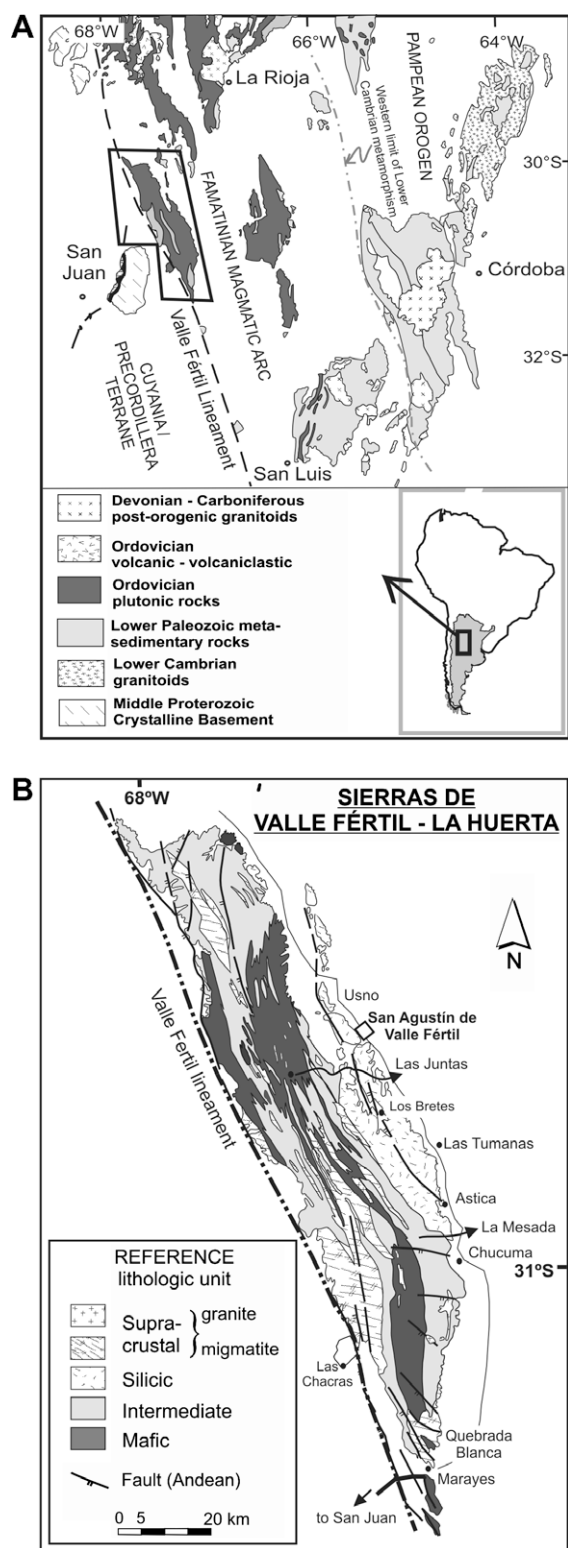 A
68°W
66°W
64°W
La Rioja
PAMPEAN OROGEN
Western limit of Lower
Cambrian metamorphism
30°S
FAMATINIAN MAGMATIC ARC
San
Juan
Córdoba
Valle Fértil Lineament
CUYANIA/
PRECORDILLERA
TERRANE
32°S
San Luis
Devonian - Carboniferous
post-orogenic granitoids
Ordovician
volcanic - volcaniclastic
Ordovician
plutonic rocks
Lower Paleozoic meta-
sedimentary rocks
Lower Cambrian
granitoids
Middle Proterozoic
Crystalline Basement
B
68ºW
SIERRAS DE
VALLE FÉRTIL - LA HUERTA
N
Usno
San Agustín de
Valle Fértil
Valle Fertil lineament
Las Juntas
Los Bretes
Las Tumanas
Astica
La Mesada
Chucuma
31°S
REFERENCE
lithologic unit
Supra-
crustal
granite
migmatite
Silicic
Intermediate
Mafic
Fault (Andean)
0 5 10 20 km
Las
Chacras
Quebrada
Blanca
Marayes
to San Juan